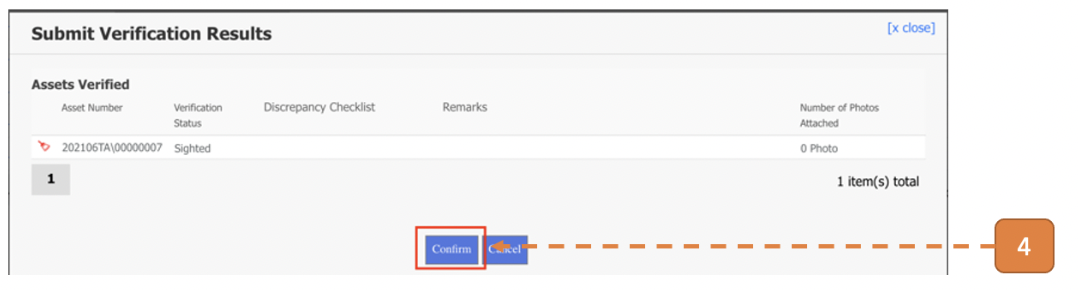 Submit Verification Results
[x close]
Assets Verified
Asset Number Verification Status Discrepancy Checklist Remarks Number of Photos Attached
202106TA\00000007 Sighted 0 Photo
1
1 item(s) total
Confirm Cancel
4